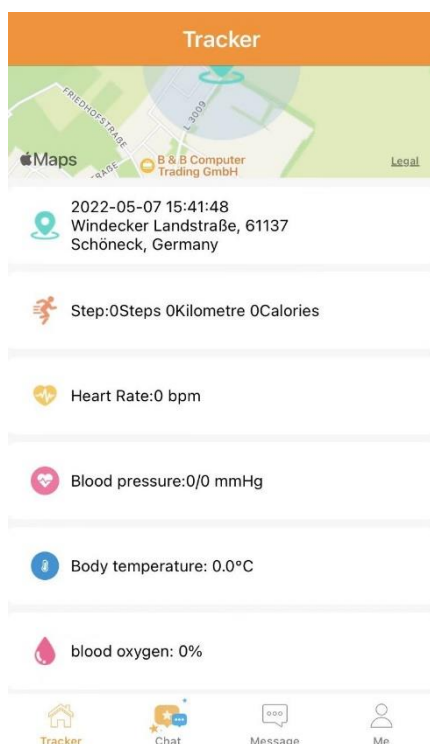 Tracker
FRIEDHOFSTRAßE
L 3009
Maps
RAßE
B & B Computer
Trading GmbH
Legal
2022-05-07 15:41:48
Windecker Landstraße, 61137
Schöneck, Germany
Step:0Steps 0Kilometre 0Calories
Heart Rate:0 bpm
Blood pressure:0/0 mmHg
Body temperature: 0.0°C
blood oxygen: 0%
Tracker
Chat
Message
Me